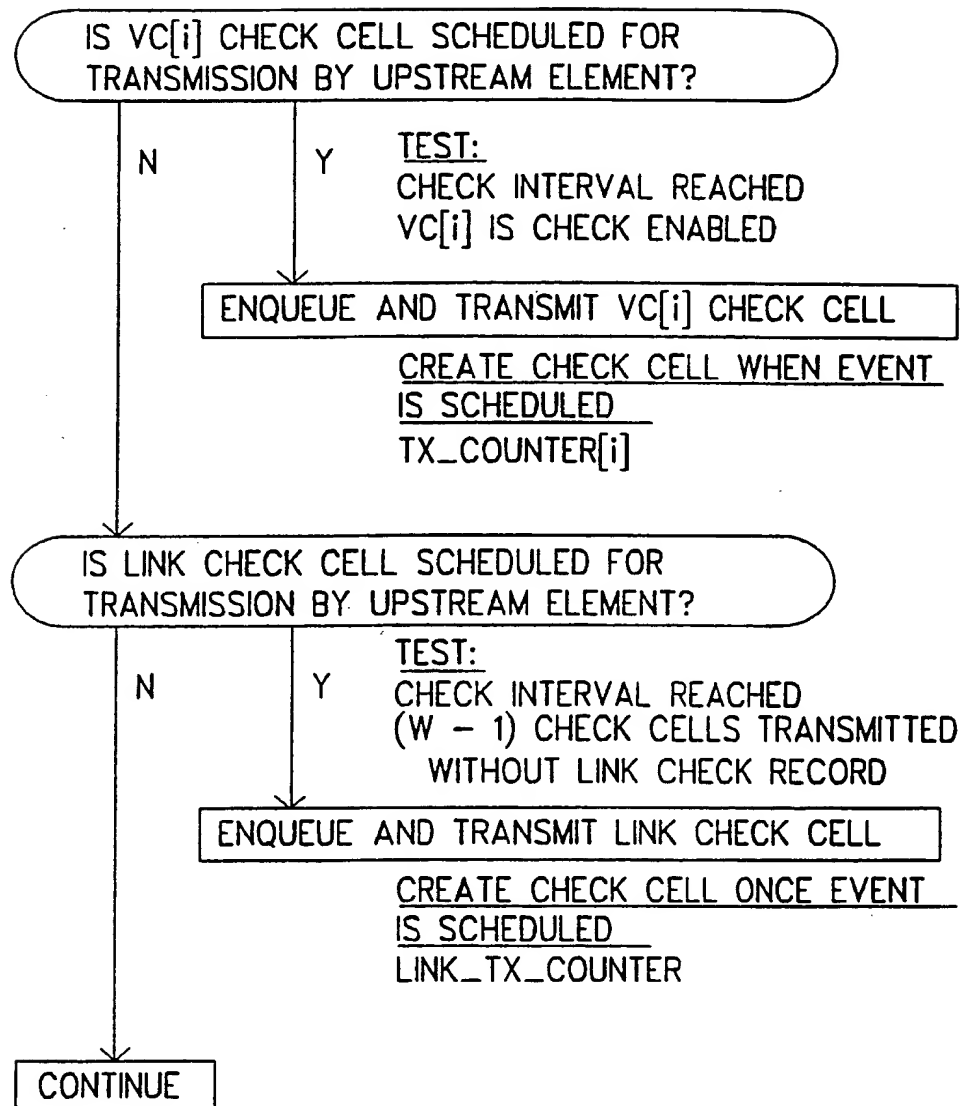 IS VC[i] CHECK CELL SCHEDULED FOR
TRANSMISSION BY UPSTREAM ELEMENT?
N
Y
TEST:
CHECK INTERVAL REACHED
VC[i] IS CHECK ENABLED
ENQUEUE AND TRANSMIT VC[i] CHECK CELL
CREATE CHECK CELL WHEN EVENT
IS SCHEDULED
TX_COUNTER[i]
IS LINK CHECK CELL SCHEDULED FOR
TRANSMISSION BY UPSTREAM ELEMENT?
N
Y
TEST:
CHECK INTERVAL REACHED
(W – 1) CHECK CELLS TRANSMITTED
WITHOUT LINK CHECK RECORD
ENQUEUE AND TRANSMIT LINK CHECK CELL
CREATE CHECK CELL ONCE EVENT
IS SCHEDULED
LINK_TX_COUNTER
CONTINUE